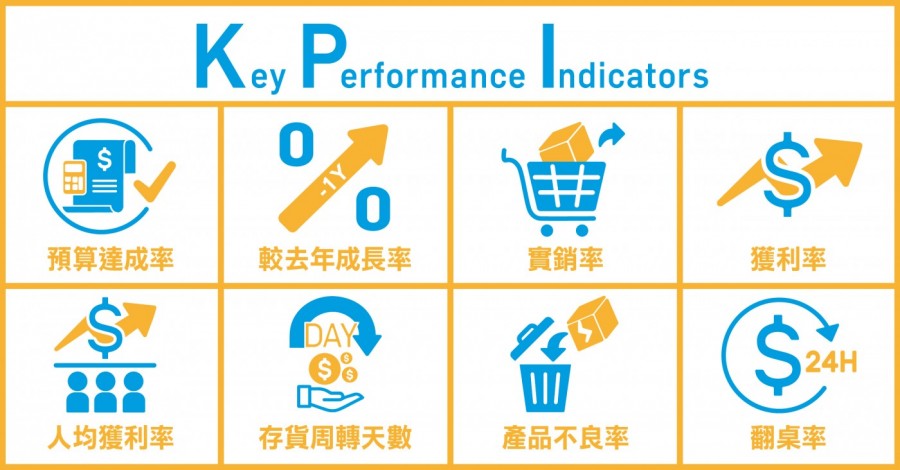 Key Performance Indicators
$
-1Y
$
預算達成率
較去年成長率
實銷率
獲利率
$
DAY
$
$
$
$
24H
人均獲利率
存貨周轉天數
產品不良率
翻桌率